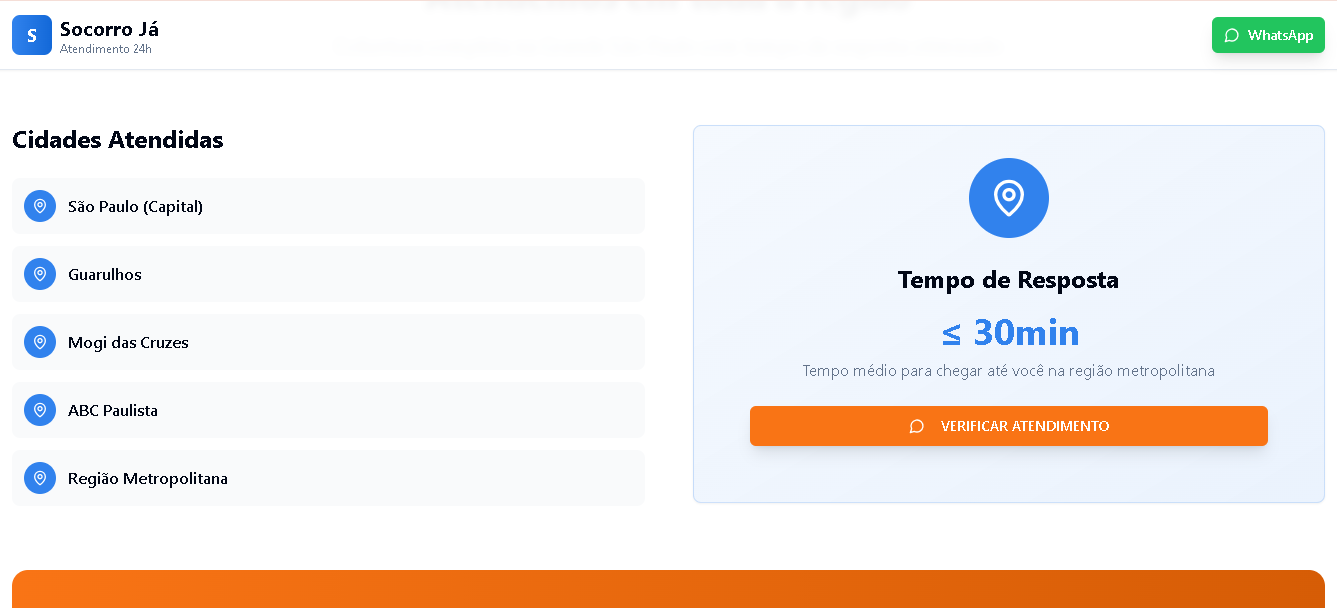 S
Socorro Já
Atendimento 24h
WhatsApp
Cidades Atendidas
São Paulo (Capital)
Guarulhos
Mogi das Cruzes
ABC Paulista
Região Metropolitana
Tempo de Resposta
≤ 30min
Tempo médio para chegar até você na região metropolitana
VERIFICAR ATENDIMENTO